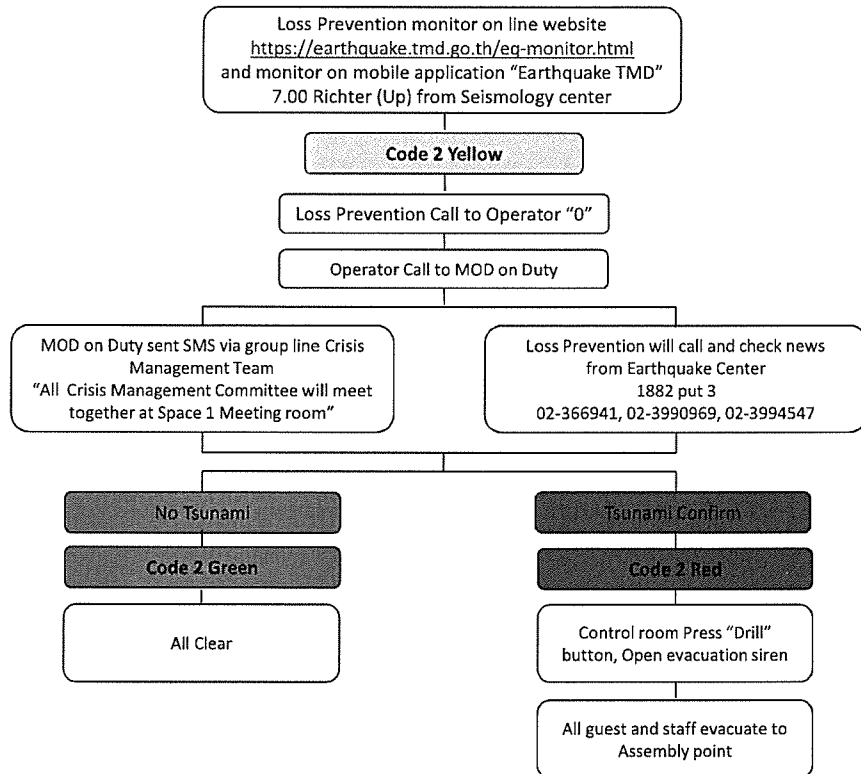 Loss Prevention monitor on line website
https://earthquake.tmd.go.th/eq-monitor.html
and monitor on mobile application “Earthquake TMD”
7.00 Richter (Up) from Seismology center
Code 2 Yellow
Loss Prevention Call to Operator “0”
Operator Call to MOD on Duty
MOD on Duty sent SMS via group line Crisis
Management Team
“All Crisis Management Committee will meet
together at Space 1 Meeting room”
Loss Prevention will call and check news
from Earthquake Center
1882 put 3
02-366941, 02-3990969, 02-3994547
No Tsunami
Code 2 Green
All Clear
Tsunami Confirm
Code 2 Red
Control room Press “Drill”
button, Open evacuation siren
All guest and staff evacuate to
Assembly point